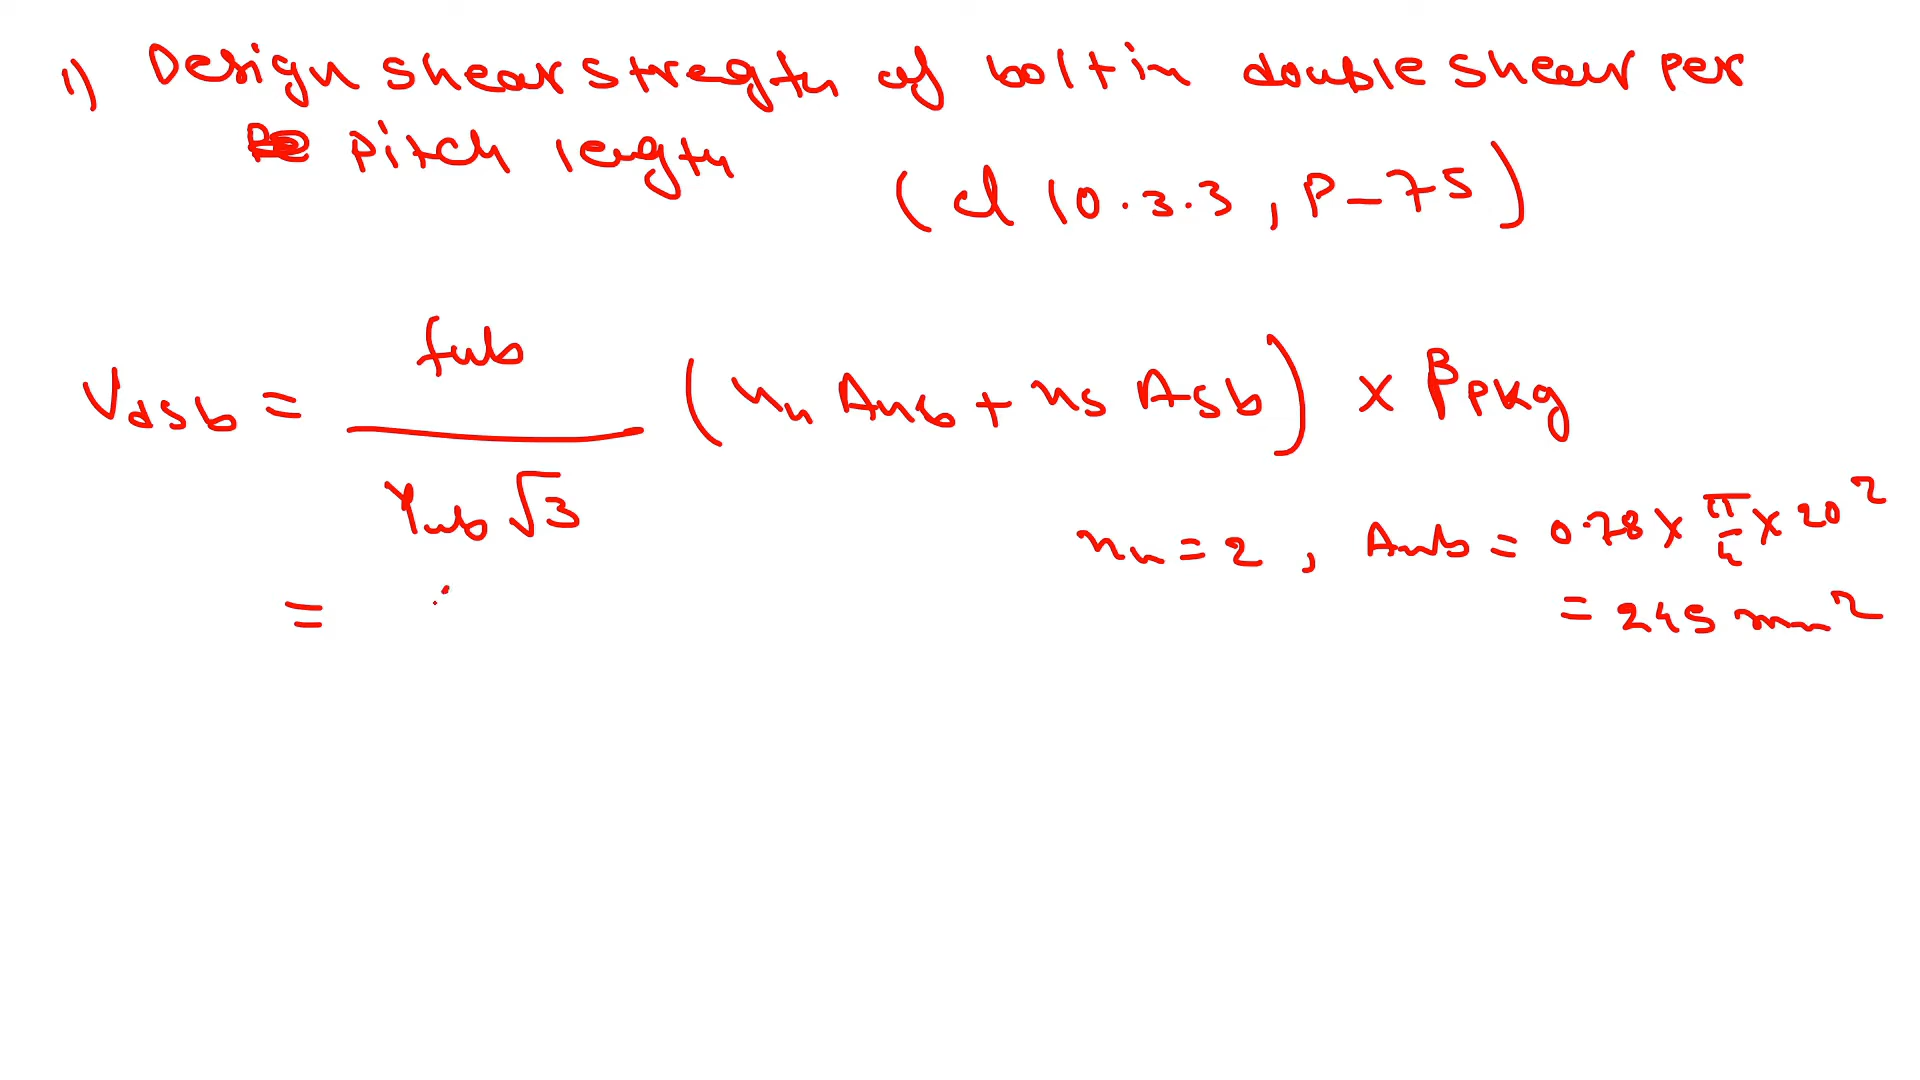 1) Design shear stregth of bolt in double shear per
pitch length
(cl 10.3.3, P-75)
Vdsb = fub / γmb √3 (nn Anb + ns Asb) × βpkg
nn = 2, Anb = 0.78 × π/4 × 20²
= 245 mm²
=